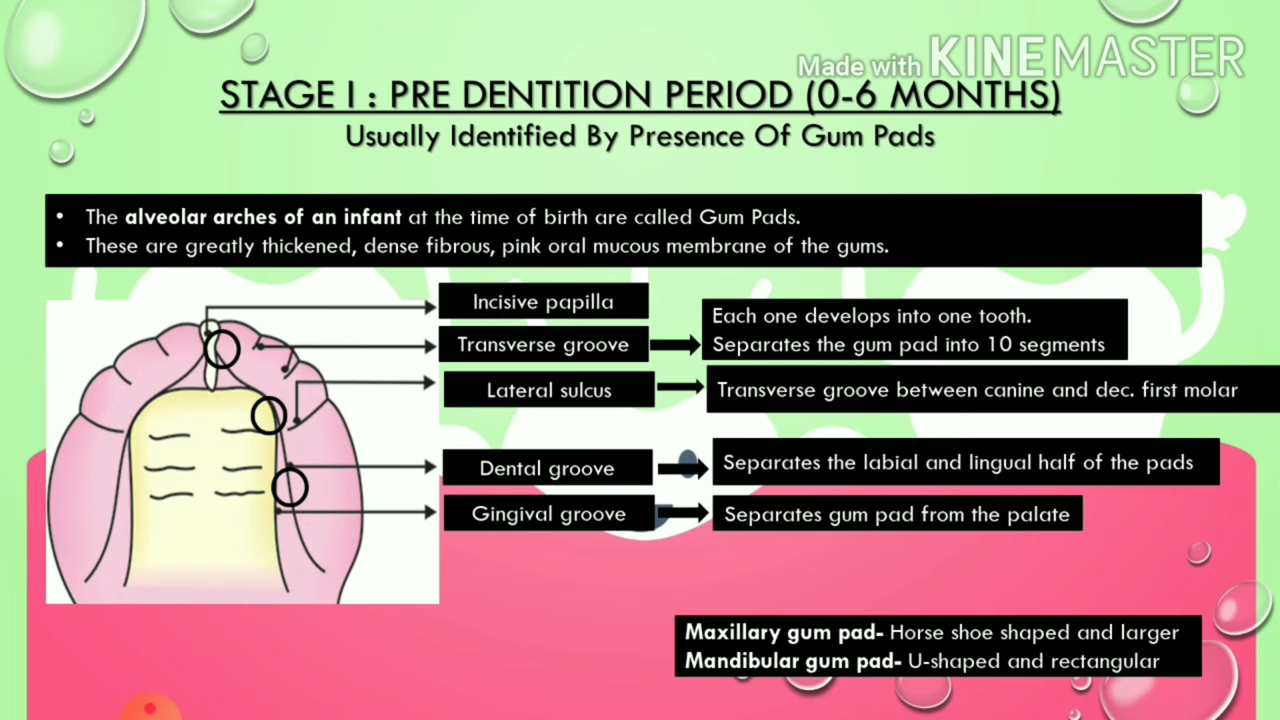 Made with KINEMASTER
STAGE I : PRE DENTITION PERIOD (0-6 MONTHS)
Usually Identified By Presence Of Gum Pads
• The alveolar arches of an infant at the time of birth are called Gum Pads.
• These are greatly thickened, dense fibrous, pink oral mucous membrane of the gums.
Incisive papilla
Transverse groove
Each one develops into one tooth.
Separates the gum pad into 10 segments
Lateral sulcus
Transverse groove between canine and dec. first molar
Dental groove
Separates the labial and lingual half of the pads
Gingival groove
Separates gum pad from the palate
Maxillary gum pad- Horse shoe shaped and larger
Mandibular gum pad- U-shaped and rectangular